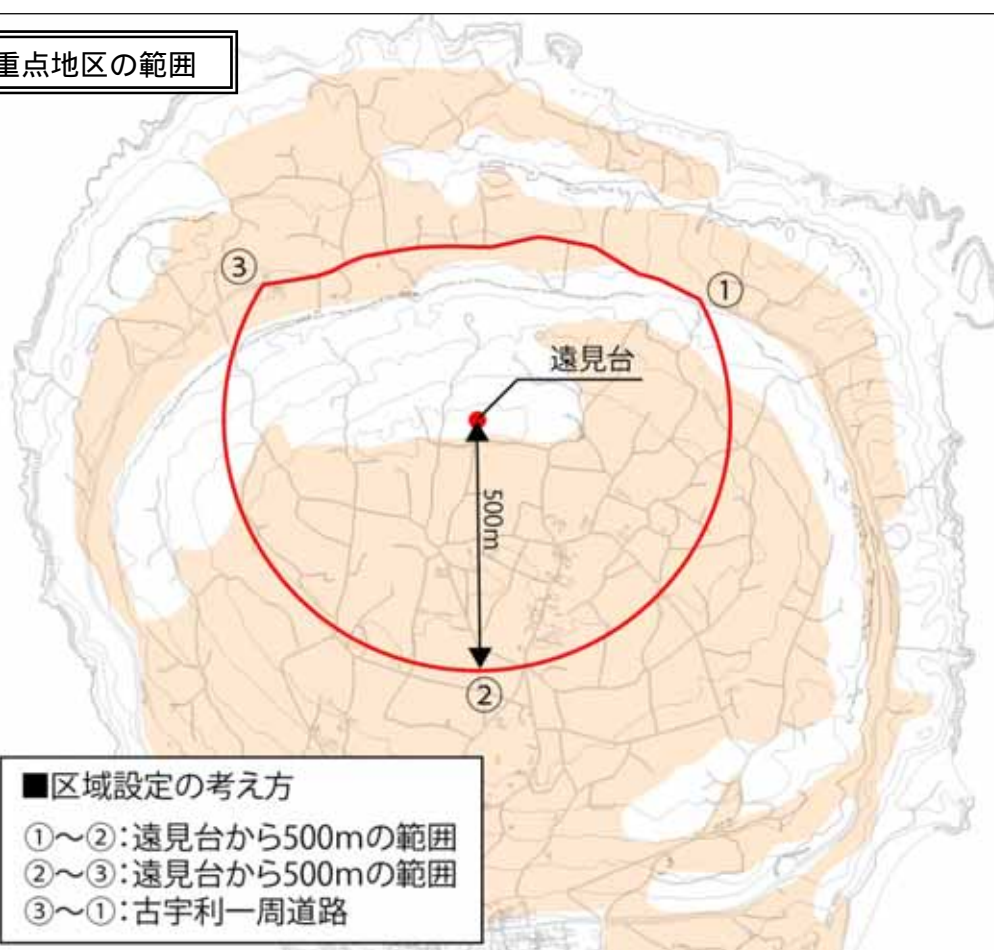 重点地区の範囲
③
①
遠見台
500m
②
■区域設定の考え方
①～②：遠見台から500mの範囲
②～③：遠見台から500mの範囲
③～①：古宇利一周道路